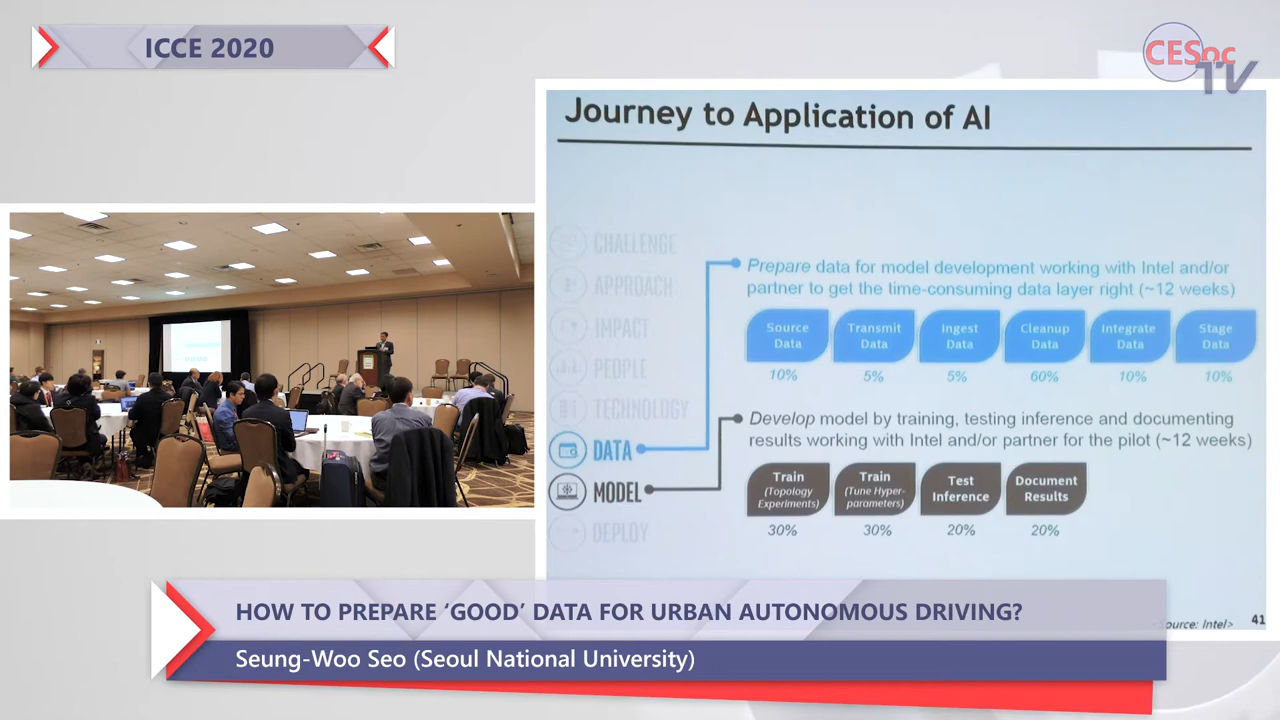 ICCE 2020
CESoc
TV
Journey to Application of AI
CHALLENGE
APPROACH
IMPACT
PEOPLE
TECHNOLOGY
DATA
MODEL
DEPLOY
Prepare data for model development working with Intel and/or
partner to get the time-consuming data layer right (~12 weeks)
Source
Data
Transmit
Data
Ingest
Data
Cleanup
Data
Integrate
Data
Stage
Data
10%
5%
5%
60%
10%
10%
Develop model by training, testing inference and documenting
results working with Intel and/or partner for the pilot (~12 weeks)
Train
(Topology
Experiments)
Train
(Tune Hyper-
parameters)
Test
Inference
Document
Results
30%
30%
20%
20%
HOW TO PREPARE ‘GOOD’ DATA FOR URBAN AUTONOMOUS DRIVING?
Seung-Woo Seo (Seoul National University)
Source: Intel>
41